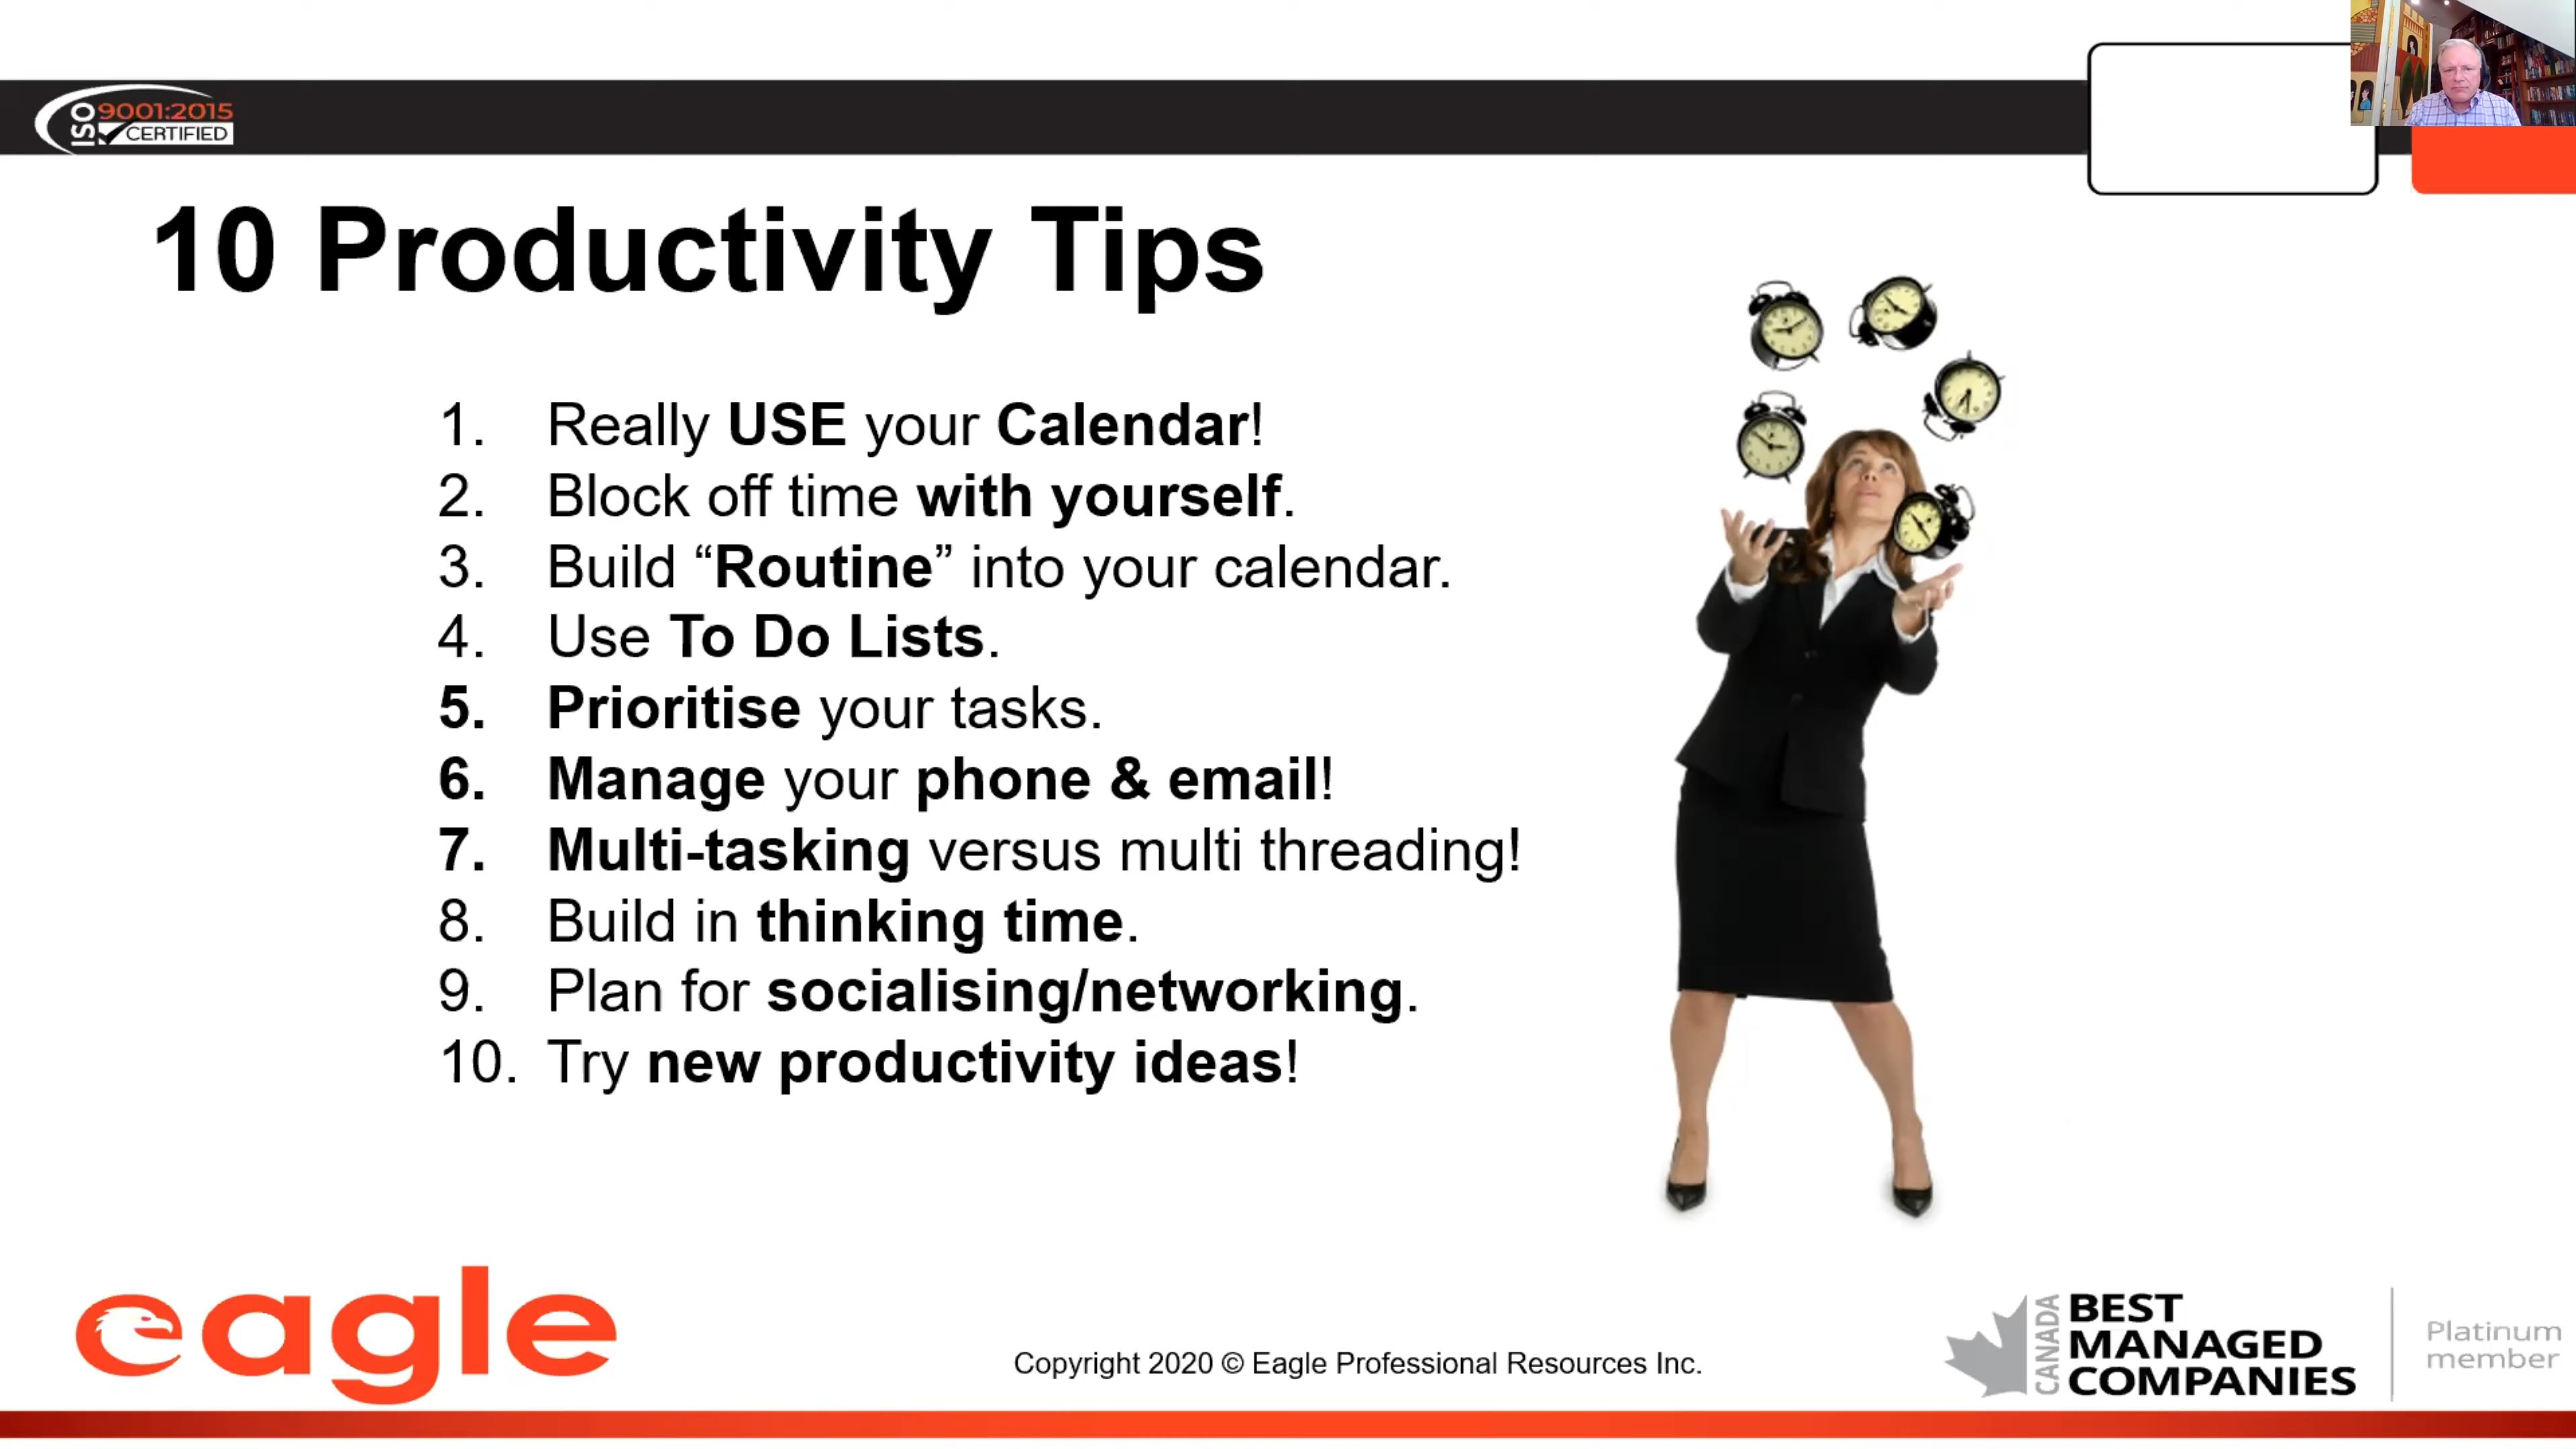 ISO 9001:2015
CERTIFIED
10 Productivity Tips
1. Really USE your Calendar!
2. Block off time with yourself.
3. Build “Routine” into your calendar.
4. Use To Do Lists.
5. Prioritise your tasks.
6. Manage your phone & email!
7. Multi-tasking versus multi threading!
8. Build in thinking time.
9. Plan for socialising/networking.
10. Try new productivity ideas!
eagle
Copyright 2020 © Eagle Professional Resources Inc.
CANADA
BEST
MANAGED
COMPANIES
Platinum
member